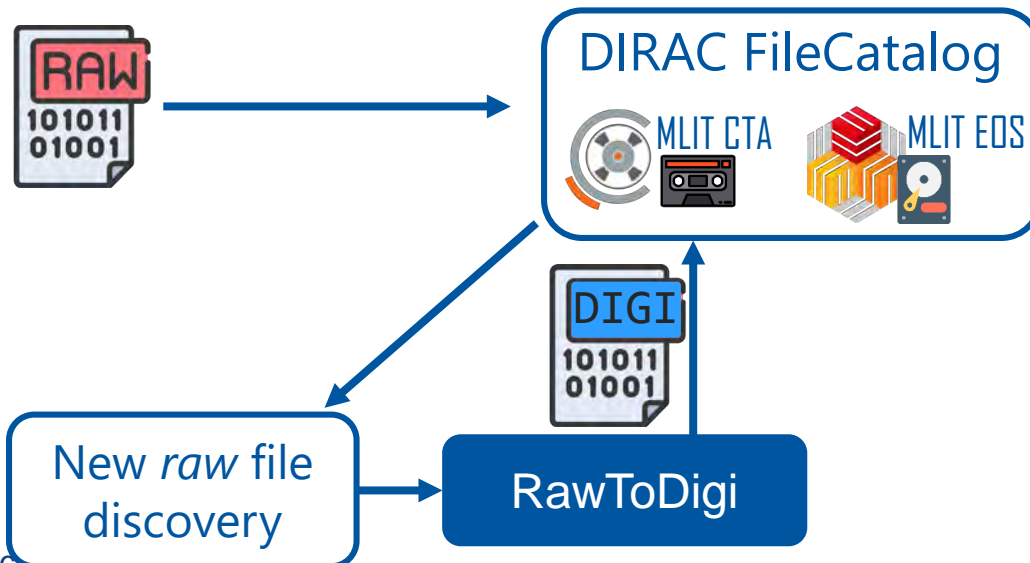 RAW
101011
01001
DIRAC FileCatalog
MLIT CTA
MLIT EOS
DIGI
101011
01001
New raw file
discovery
RawToDigi